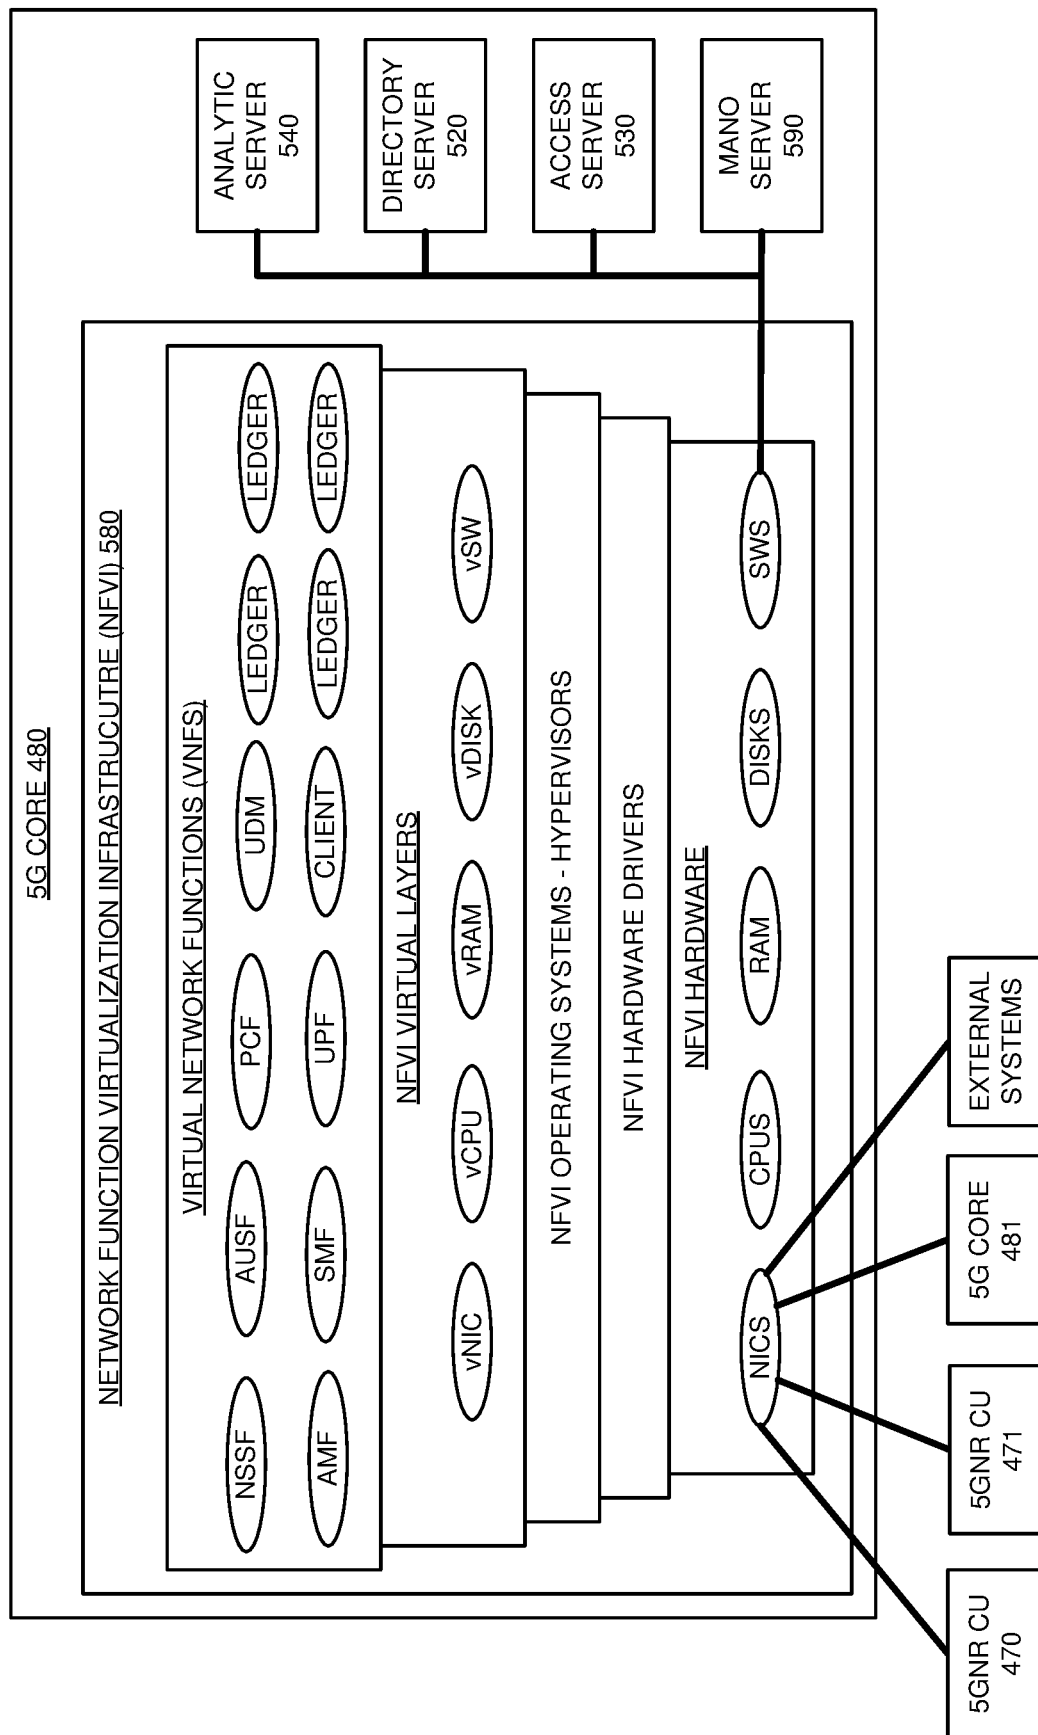 5G CORE 480
NETWORK FUNCTION VIRTUALIZATION INFRASTRUCUTRE (NFVI) 580
VIRTUAL NETWORK FUNCTIONS (VNFS)
NSSF
AUSF
PCF
UDM
LEDGER
LEDGER
AMF
SMF
UPF
CLIENT
LEDGER
LEDGER
NFVI VIRTUAL LAYERS
vNIC
vCPU
vRAM
vDISK
vSW
NFVI OPERATING SYSTEMS - HYPERVISORS
NFVI HARDWARE DRIVERS
NFVI HARDWARE
NICS
CPUS
RAM
DISKS
SWS
ANALYTIC
SERVER
540
DIRECTORY
SERVER
520
ACCESS
SERVER
530
MANO
SERVER
590
5GNR CU
470
5GNR CU
471
5G CORE
481
EXTERNAL
SYSTEMS